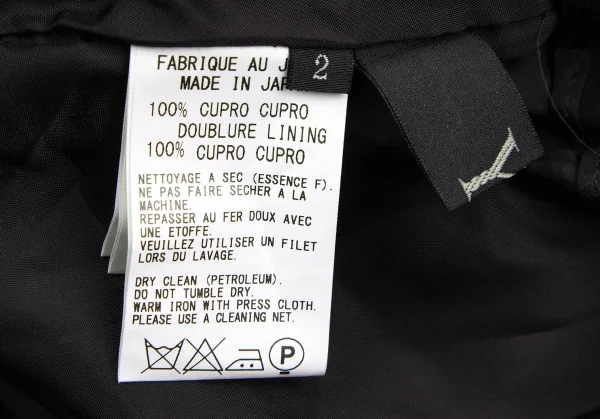 FABRIQUE AU J
2
MADE IN JAP
100% CUPRO CUPRO
DOUBLURE LINING
100% CUPRO CUPRO
NETTOYAGE A SEC (ESSENCE F).
NE PAS FAIRE SECHER A LA
MACHINE.
REPASSER AU FER DOUX AVEC
UNE ETOFFE.
VEUILLEZ UTILISER UN FILET
LORS DU LAVAGE.
DRY CLEAN (PETROLEUM).
DO NOT TUMBLE DRY.
WARM IRON WITH PRESS CLOTH.
PLEASE USE A CLEANING NET.
P